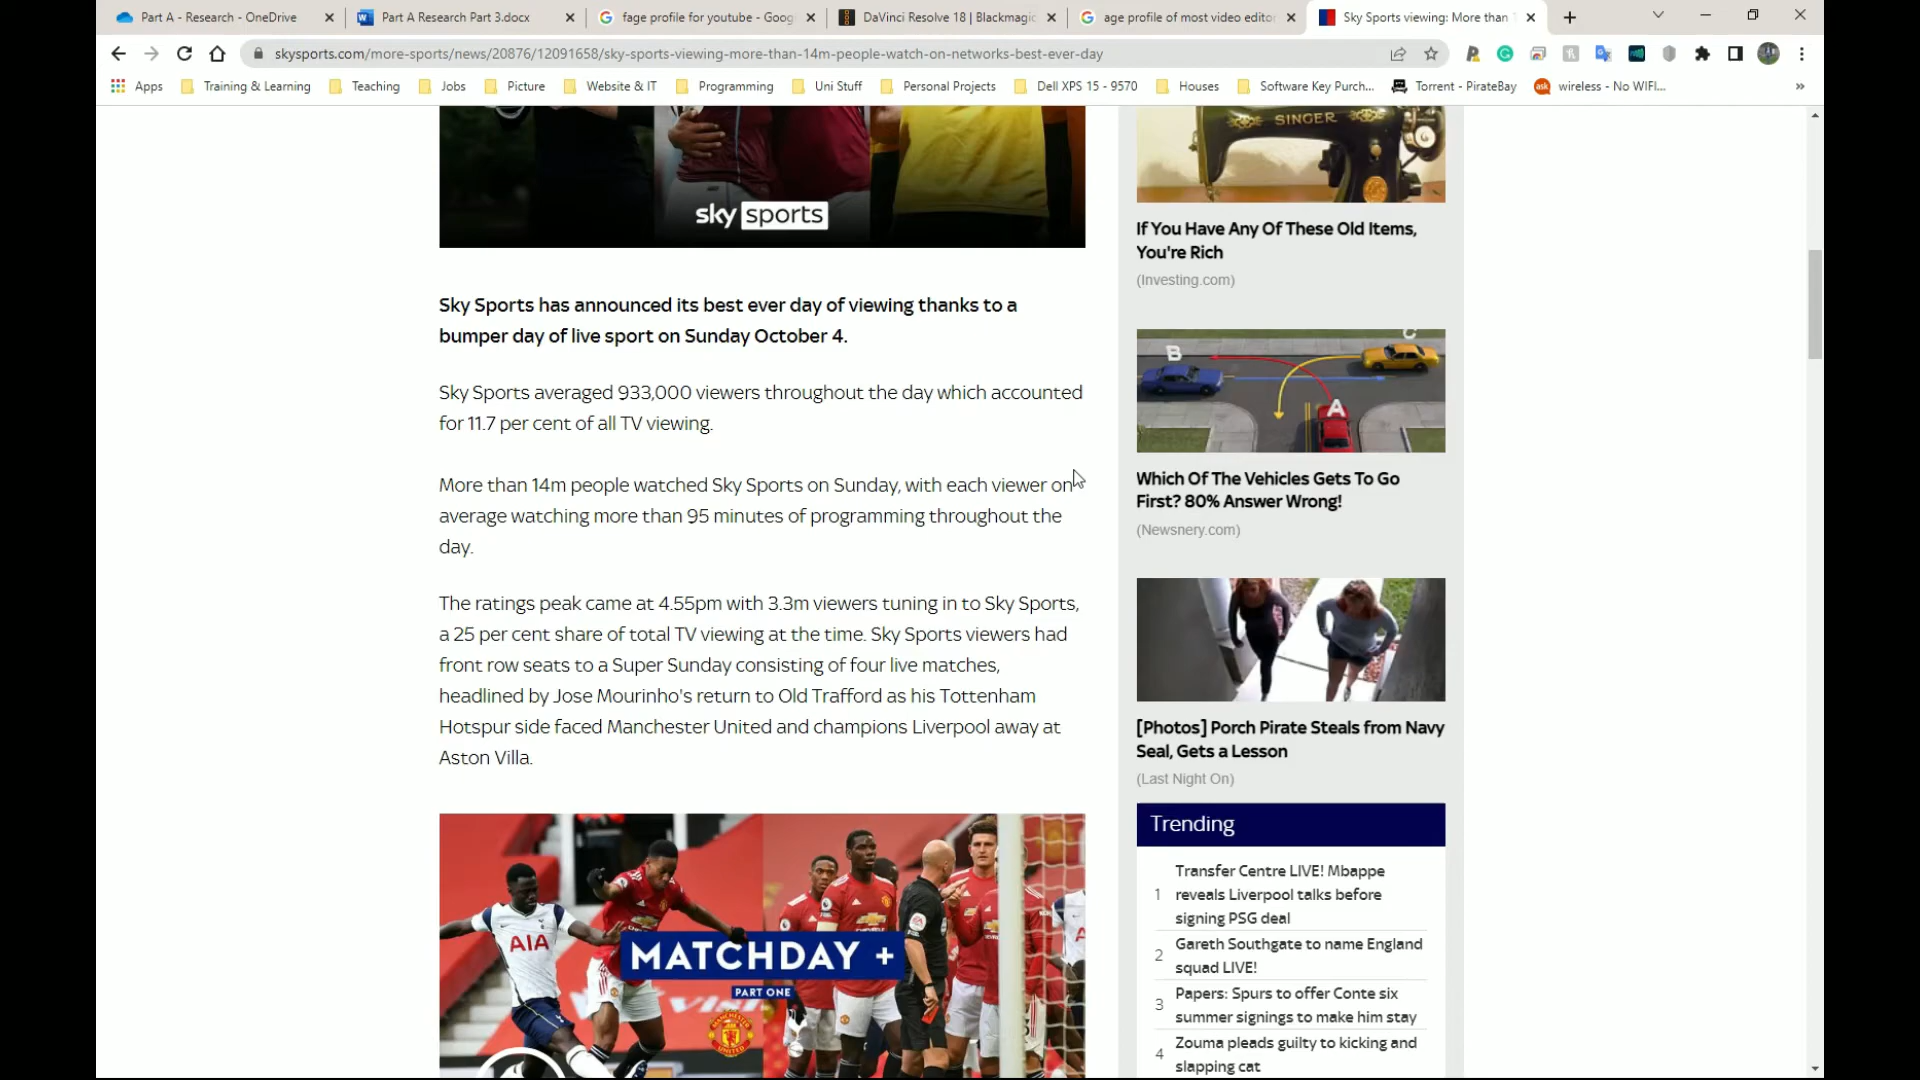 Part A - Research - OneDrive
Part A Research Part 3.docx
fage profile for youtube - Goog
DaVinci Resolve 18 | Blackmagic
age profile of most video editor
Sky Sports viewing: More than 1
skysports.com/more-sports/news/20876/12091658/sky-sports-viewing-more-than-14m-people-watch-on-networks-best-ever-day
Apps
Training & Learning
Teaching
Jobs
Picture
Website & IT
Programming
Uni Stuff
Personal Projects
Dell XPS 15 - 9570
Houses
Software Key Purch...
Torrent - PirateBay
ask
wireless - No WIFI...
»
sky sports
Sky Sports has announced its best ever day of viewing thanks to a
bumper day of live sport on Sunday October 4.
Sky Sports averaged 933,000 viewers throughout the day which accounted
for 11.7 per cent of all TV viewing.
More than 14m people watched Sky Sports on Sunday, with each viewer on
average watching more than 95 minutes of programming throughout the
day.
The ratings peak came at 4.55pm with 3.3m viewers tuning in to Sky Sports,
a 25 per cent share of total TV viewing at the time. Sky Sports viewers had
front row seats to a Super Sunday consisting of four live matches,
headlined by Jose Mourinho's return to Old Trafford as his Tottenham
Hotspur side faced Manchester United and champions Liverpool away at
Aston Villa.
AIA
MATCHDAY +
PART ONE
SINGER
If You Have Any Of These Old Items,
You're Rich
(Investing.com)
B
C
A
Which Of The Vehicles Gets To Go
First? 80% Answer Wrong!
(Newsnery.com)
[Photos] Porch Pirate Steals from Navy
Seal, Gets a Lesson
(Last Night On)
Trending
1
Transfer Centre LIVE! Mbappe
reveals Liverpool talks before
signing PSG deal
2
Gareth Southgate to name England
squad LIVE!
3
Papers: Spurs to offer Conte six
summer signings to make him stay
4
Zouma pleads guilty to kicking and
slapping cat